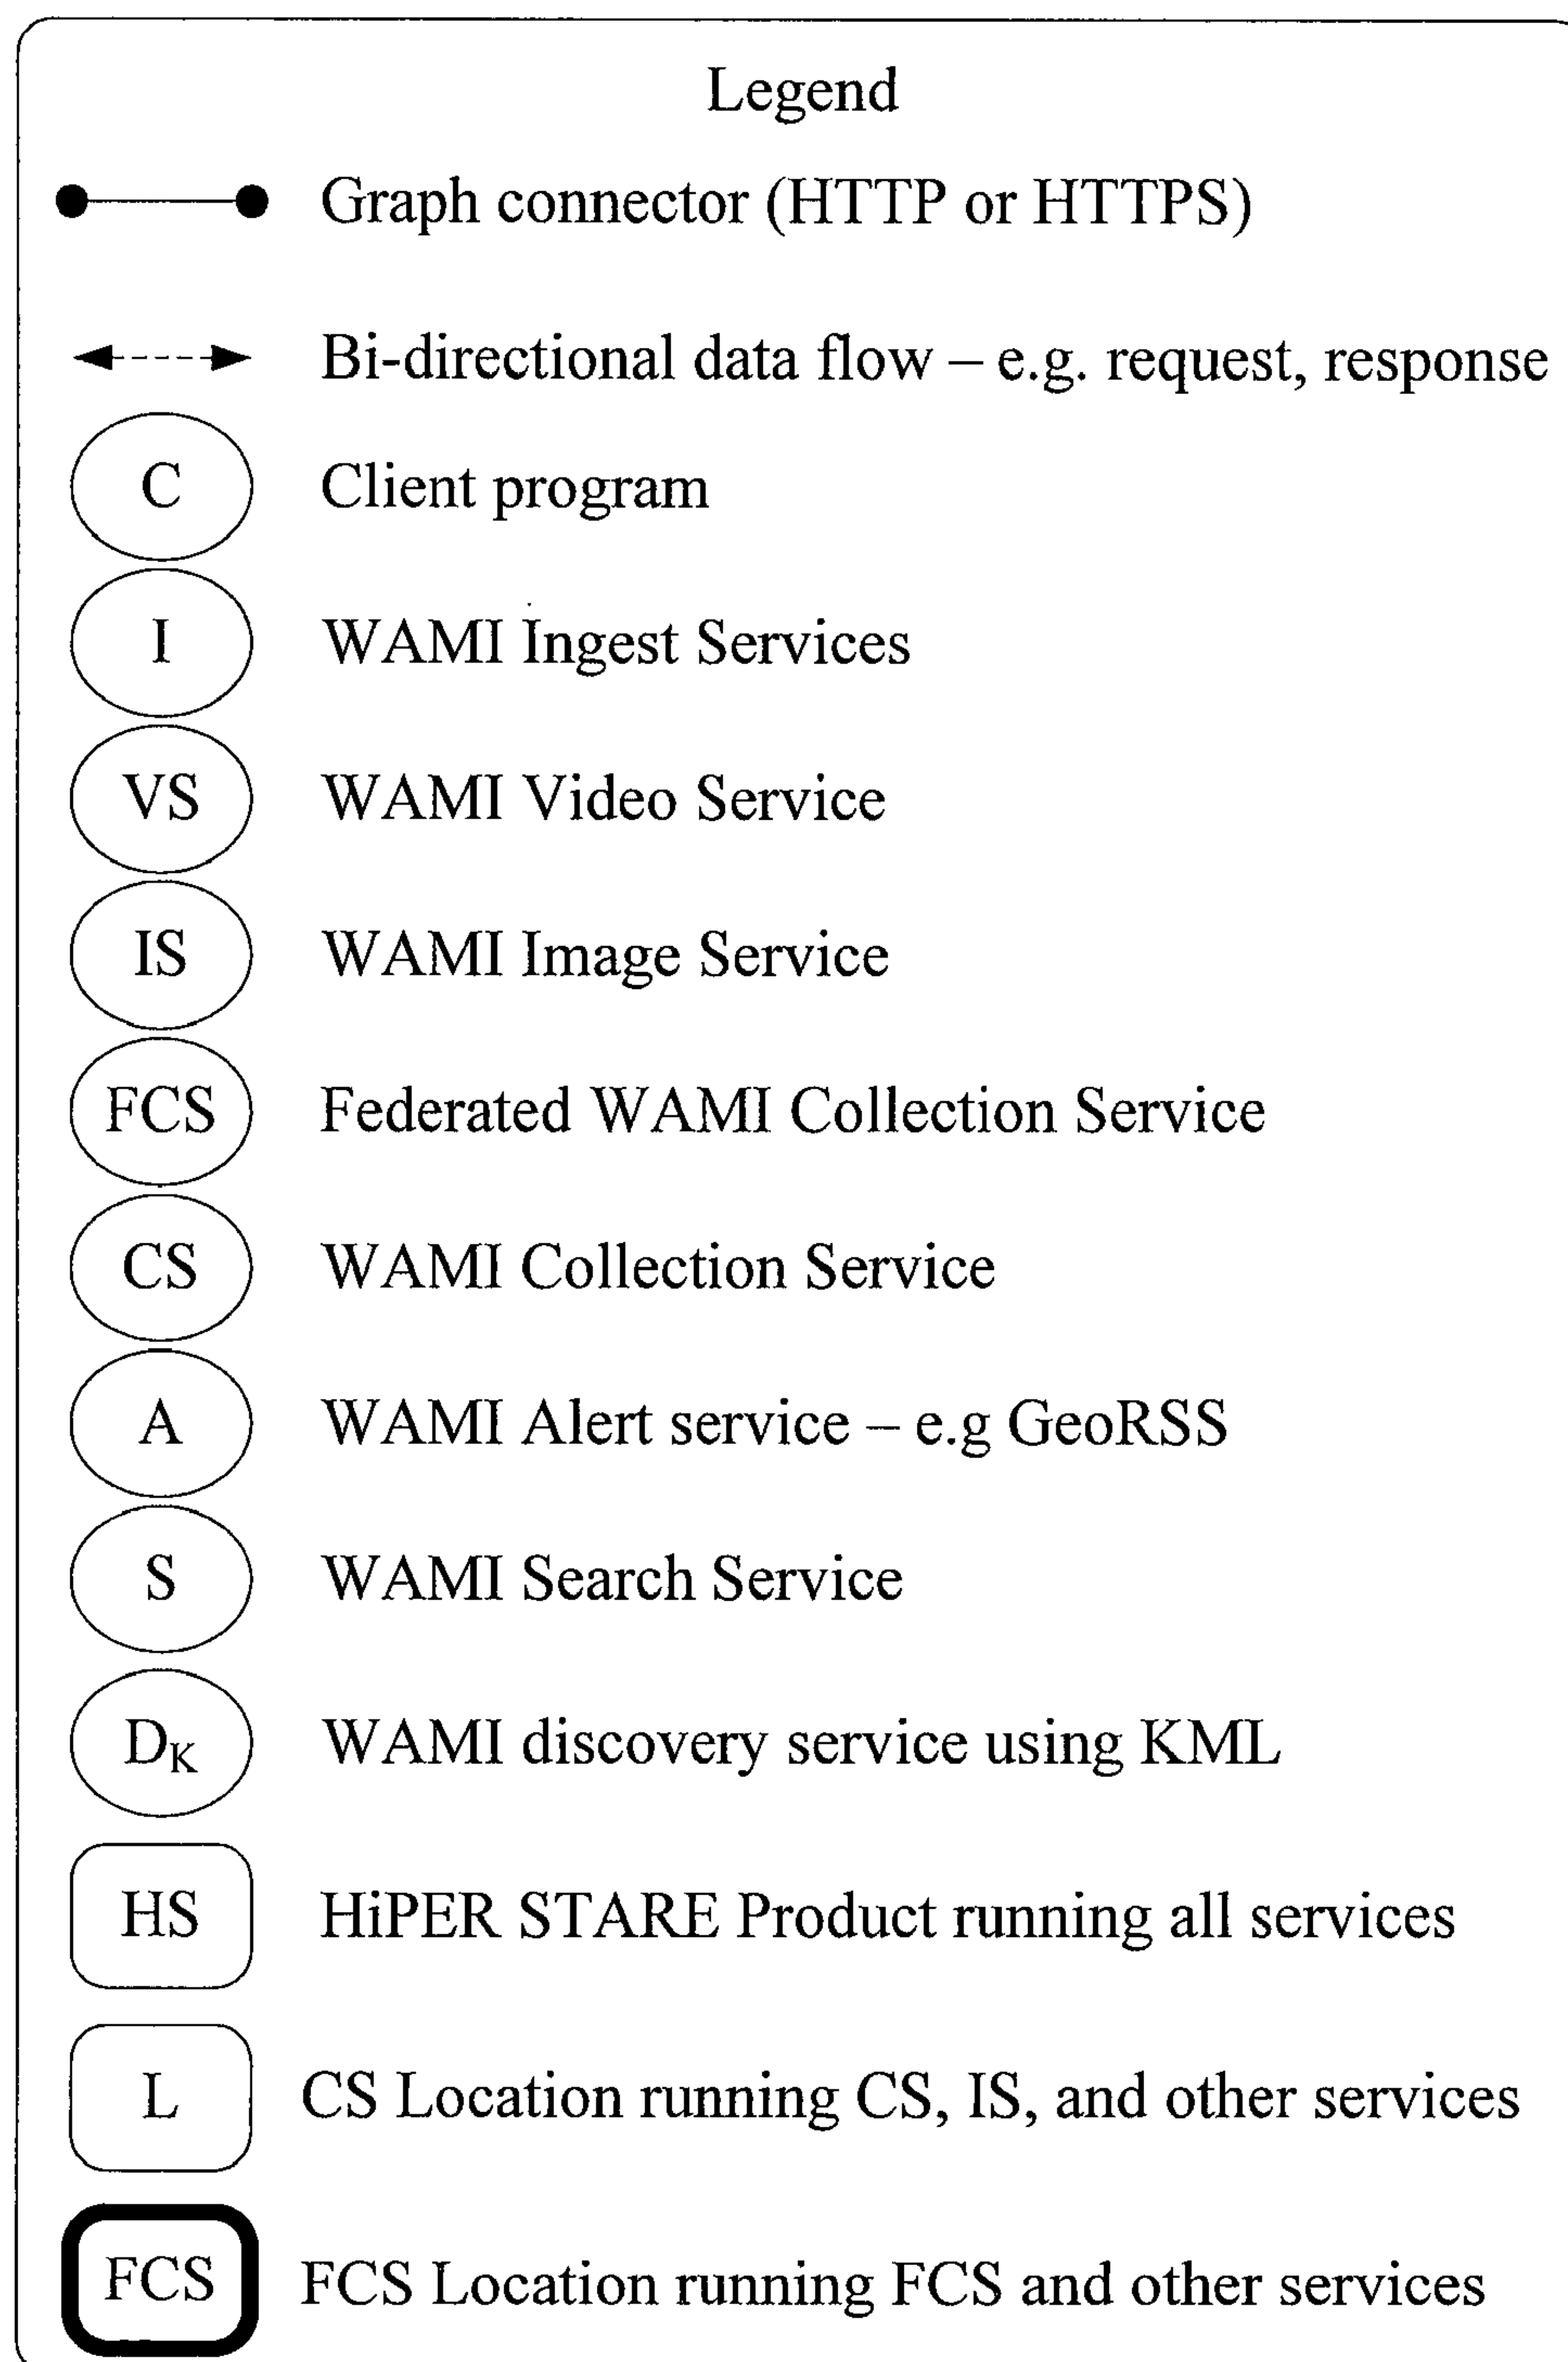 Legend
Graph connector (HTTP or HTTPS)
Bi-directional data flow – e.g. request, response
C Client program
I WAMI Ingest Services
VS WAMI Video Service
IS WAMI Image Service
FCS Federated WAMI Collection Service
CS WAMI Collection Service
A WAMI Alert service – e.g GeoRSS
S WAMI Search Service
DK WAMI discovery service using KML
HS HiPER STARE Product running all services
L CS Location running CS, IS, and other services
FCS FCS Location running FCS and other services